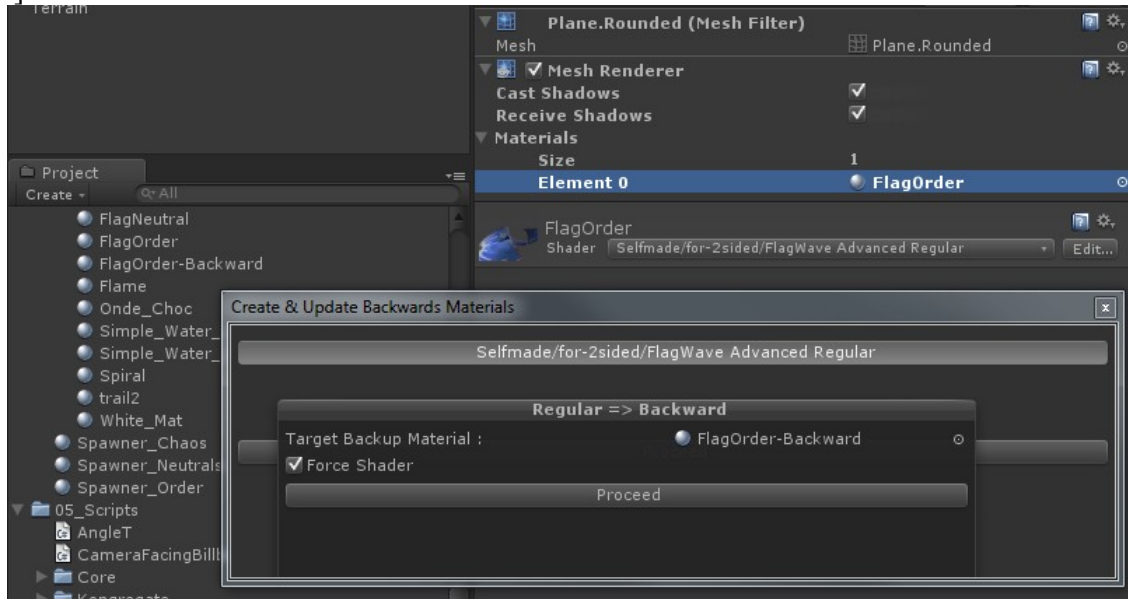 Terrain
Plane.Rounded (Mesh Filter)
Mesh Plane.Rounded
Mesh Renderer
Cast Shadows
Receive Shadows
Materials
Size 1
Element 0 FlagOrder
FlagOrder
Shader Selfmade/for-2sided/FlagWave Advanced Regular Edit...
Project
Create All
FlagNeutral
FlagOrder
FlagOrder-Backward
Flame
Onde_Choc
Simple_Water_
Simple_Water_
Spiral
trail2
White_Mat
Spawner_Chaos
Spawner_Neutrals
Spawner_Order
05_Scripts
AngleT
CameraFacingBill
Core
Kongregate
Create & Update Backwards Materials
Selfmade/for-2sided/FlagWave Advanced Regular
Regular => Backward
Target Backup Material : FlagOrder-Backward
Force Shader
Proceed